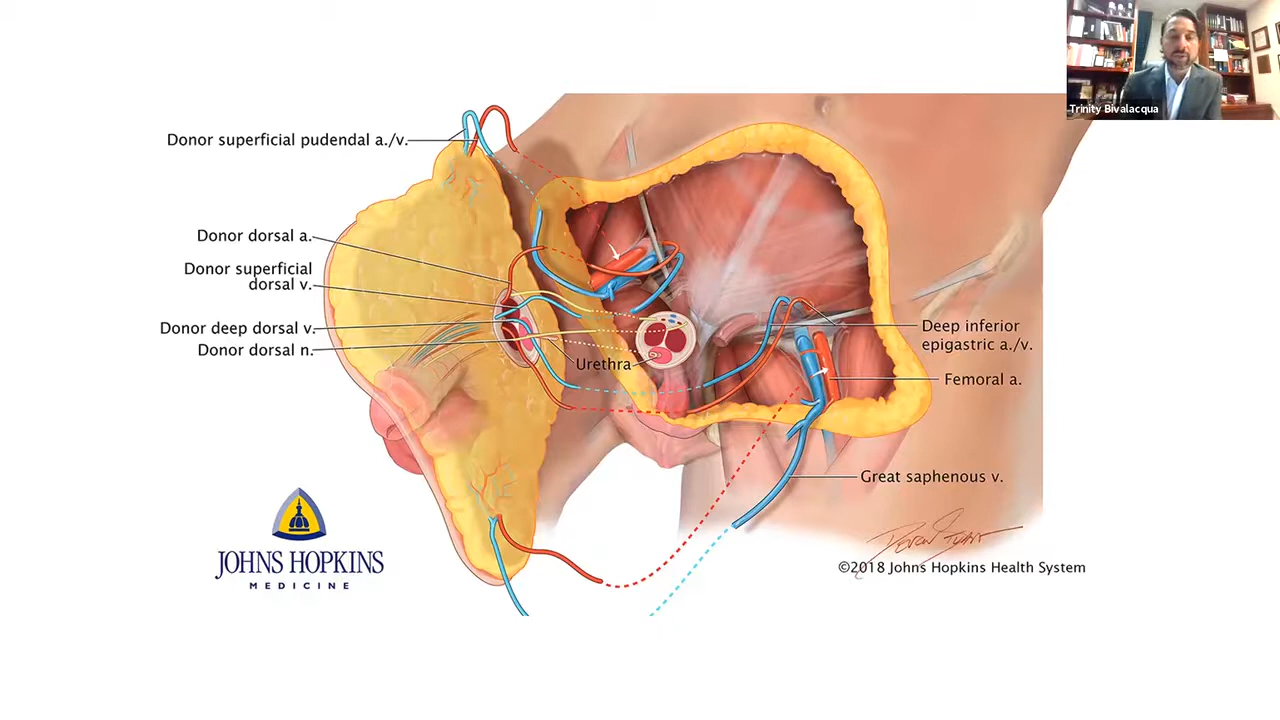 Trinity Bivalacqua
Donor superficial pudendal a./v.
Donor dorsal a.
Donor superficial
dorsal v.
Donor deep dorsal v.
Donor dorsal n.
Urethra
Deep inferior
epigastric a./v.
Femoral a.
Great saphenous v.
JOHNS HOPKINS
MEDICINE
©2018 Johns Hopkins Health System